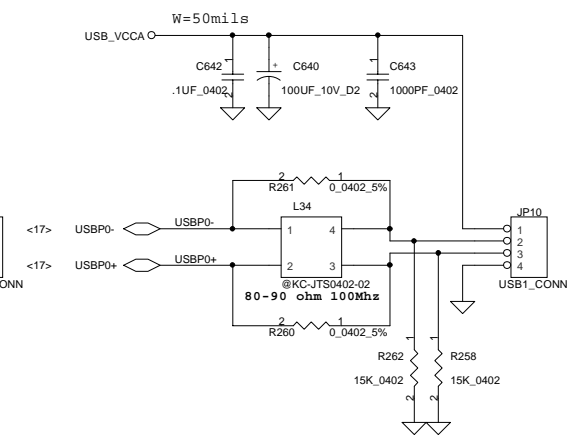 W=50mils
USB_VCCA
C642
C640
C643
1
+
1
2
2
.1UF_0402
100UF_10V_D2
1000PF_0402
2
1
R261
0_0402_5%
L34
JP10
<17>
USBP0-
USBP0-
1
4
1
2
<17>
USBP0+
USBP0+
2
3
3
4
ONN
@KC-JTS0402-02
USB1_CONN
80-90 ohm 100Mhz
2
1
R260
0_0402_5%
1
1
R262
R258
15K_0402
15K_0402
2
2